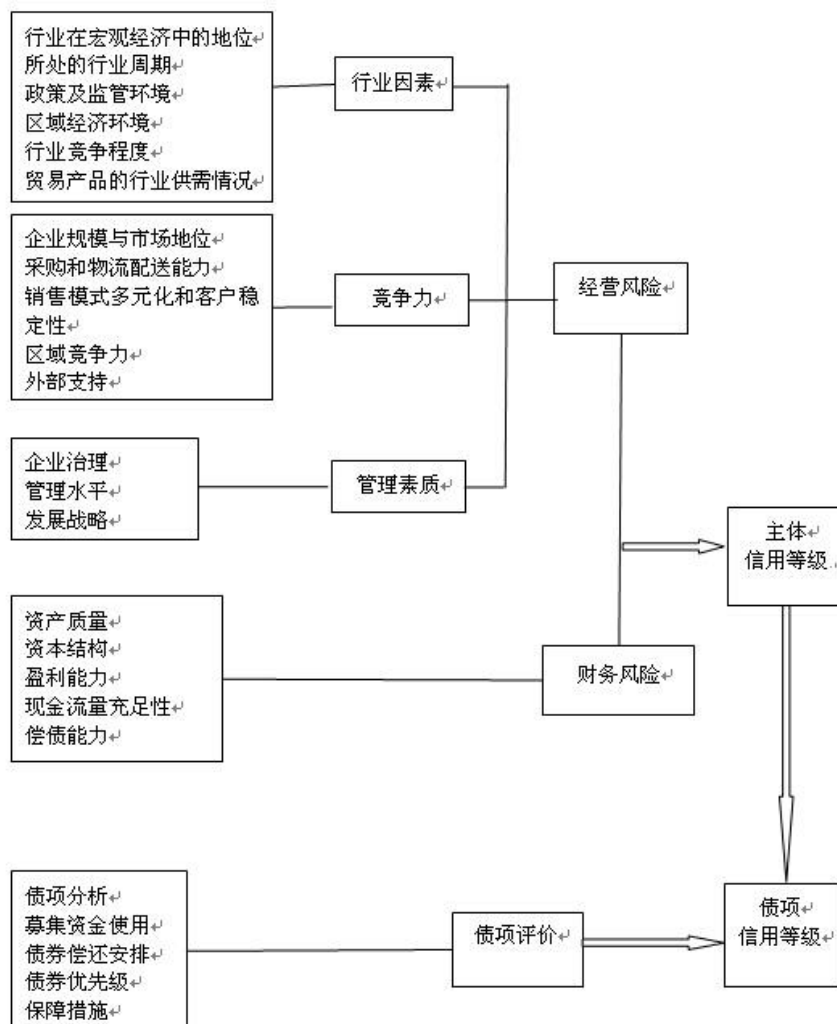 行业在宏观经济中的地位
所处的行业周期
政策及监管环境
区域经济环境
行业竞争程度
贸易产品的行业供需情况
行业因素
企业规模与市场地位
采购和物流配送能力
销售模式多元化和客户稳
定性
区域竞争力
外部支持
竞争力
经营风险
企业治理
管理水平
发展战略
管理素质
主体
信用等级
资产质量
资本结构
盈利能力
现金流量充足性
偿债能力
财务风险
债项分析
募集资金使用
债券偿还安排
债券优先级
保障措施
债项评价
债项
信用等级